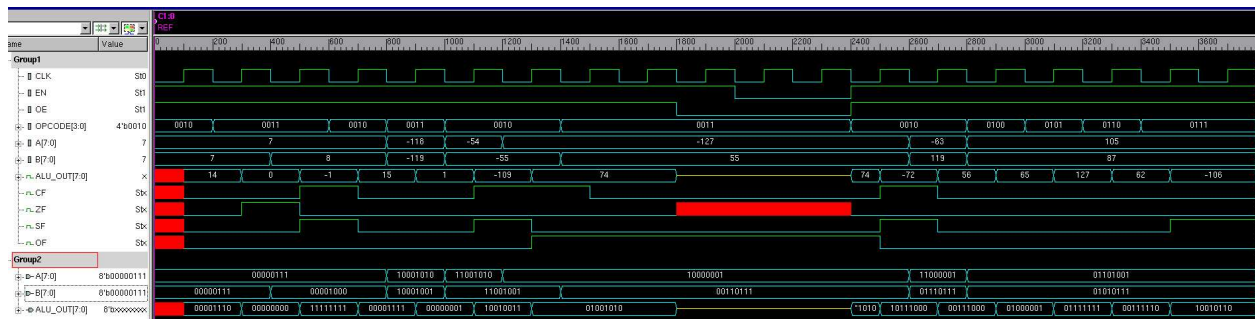 C1:0
REF
ame Value 0 200 400 600 800 1000 1200 1400 1600 1800 2000 2200 2400 2600 2800 3000 3200 3400 3600
Group1
CLK St0
EN St1
OE St1
OPCODE[3:0] 4'b0010 0010 0011 0010 0011 0010 0011 0010 0100 0101 0110 0111
A[7:0] 7 7 -118 -54 -127 -63 105
B[7:0] 7 7 8 -119 -55 55 119 87
ALU_OUT[7:0] x 14 0 -1 15 1 -109 74 74 -72 56 65 127 62 -106
CF Stx
ZF Stx
SF Stx
OF Stx
Group2
A[7:0] 8'b00000111 00000111 10001010 11001010 10000001 11000001 01101001
B[7:0] 8'b00000111 00000111 00001000 10001001 11001001 00110111 01110111 01010111
ALU_OUT[7:0] 8'bxxxxxxxx 00001110 00000000 11111111 00001111 00000001 10010011 01001010 *1010 10111000 00111000 01000001 01111111 00111110 10010110